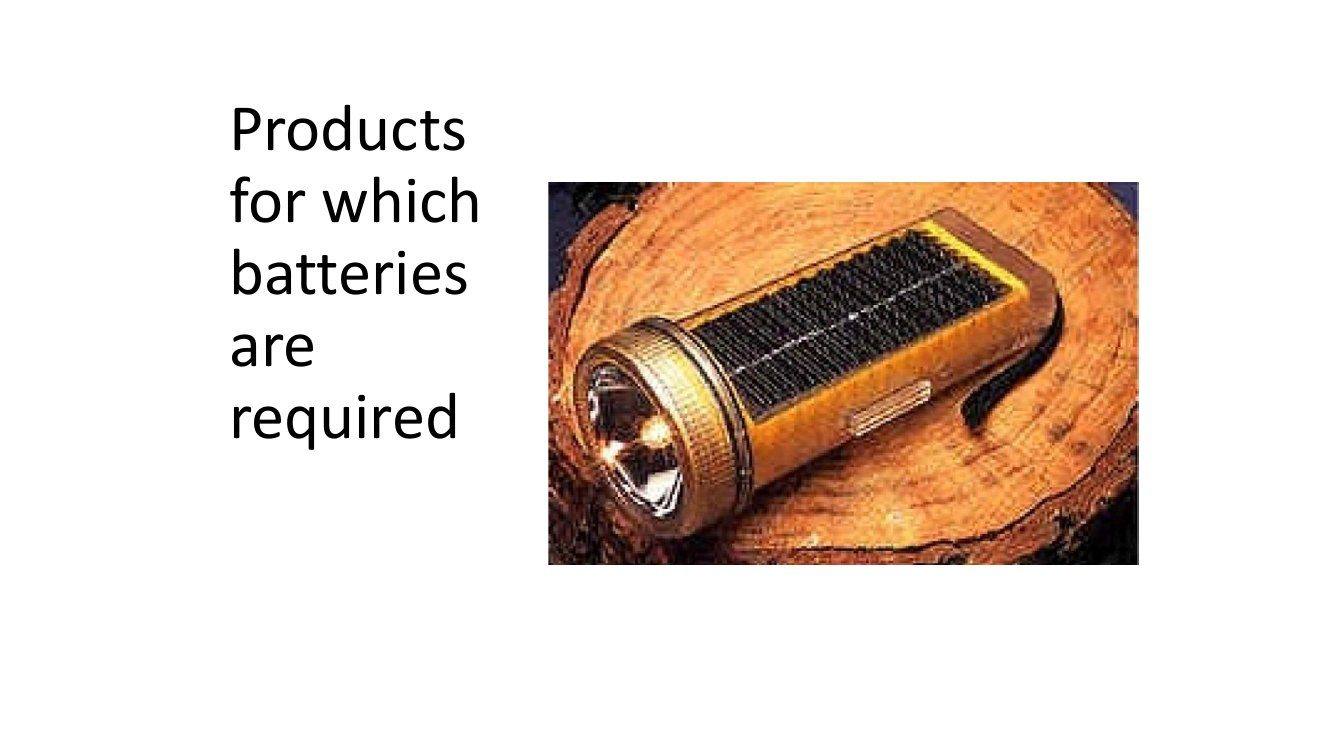 Products
for which
batteries
are
required